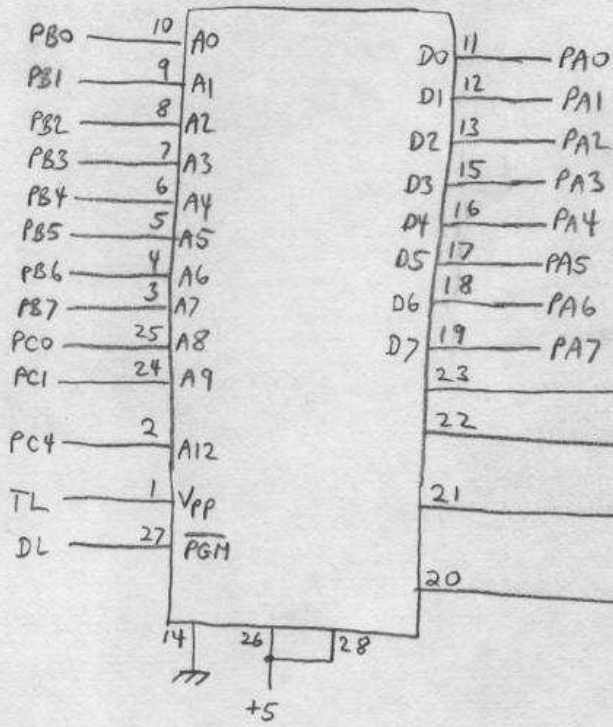 PB0 10 A0 D0 11 PA0
PB1 9 A1 D1 12 PA1
PB2 8 A2 D2 13 PA2
PB3 7 A3 D3 15 PA3
PB4 6 A4 D4 16 PA4
PB5 5 A5 D5 17 PA5
PB6 4 A6 D6 18 PA6
PB7 3 A7 D7 19 PA7
PC0 25 A8
PC1 24 A9 23
22
PC4 2 A12
TL 1 Vpp 21
DL 27 PGM
20
14 26 28
+5